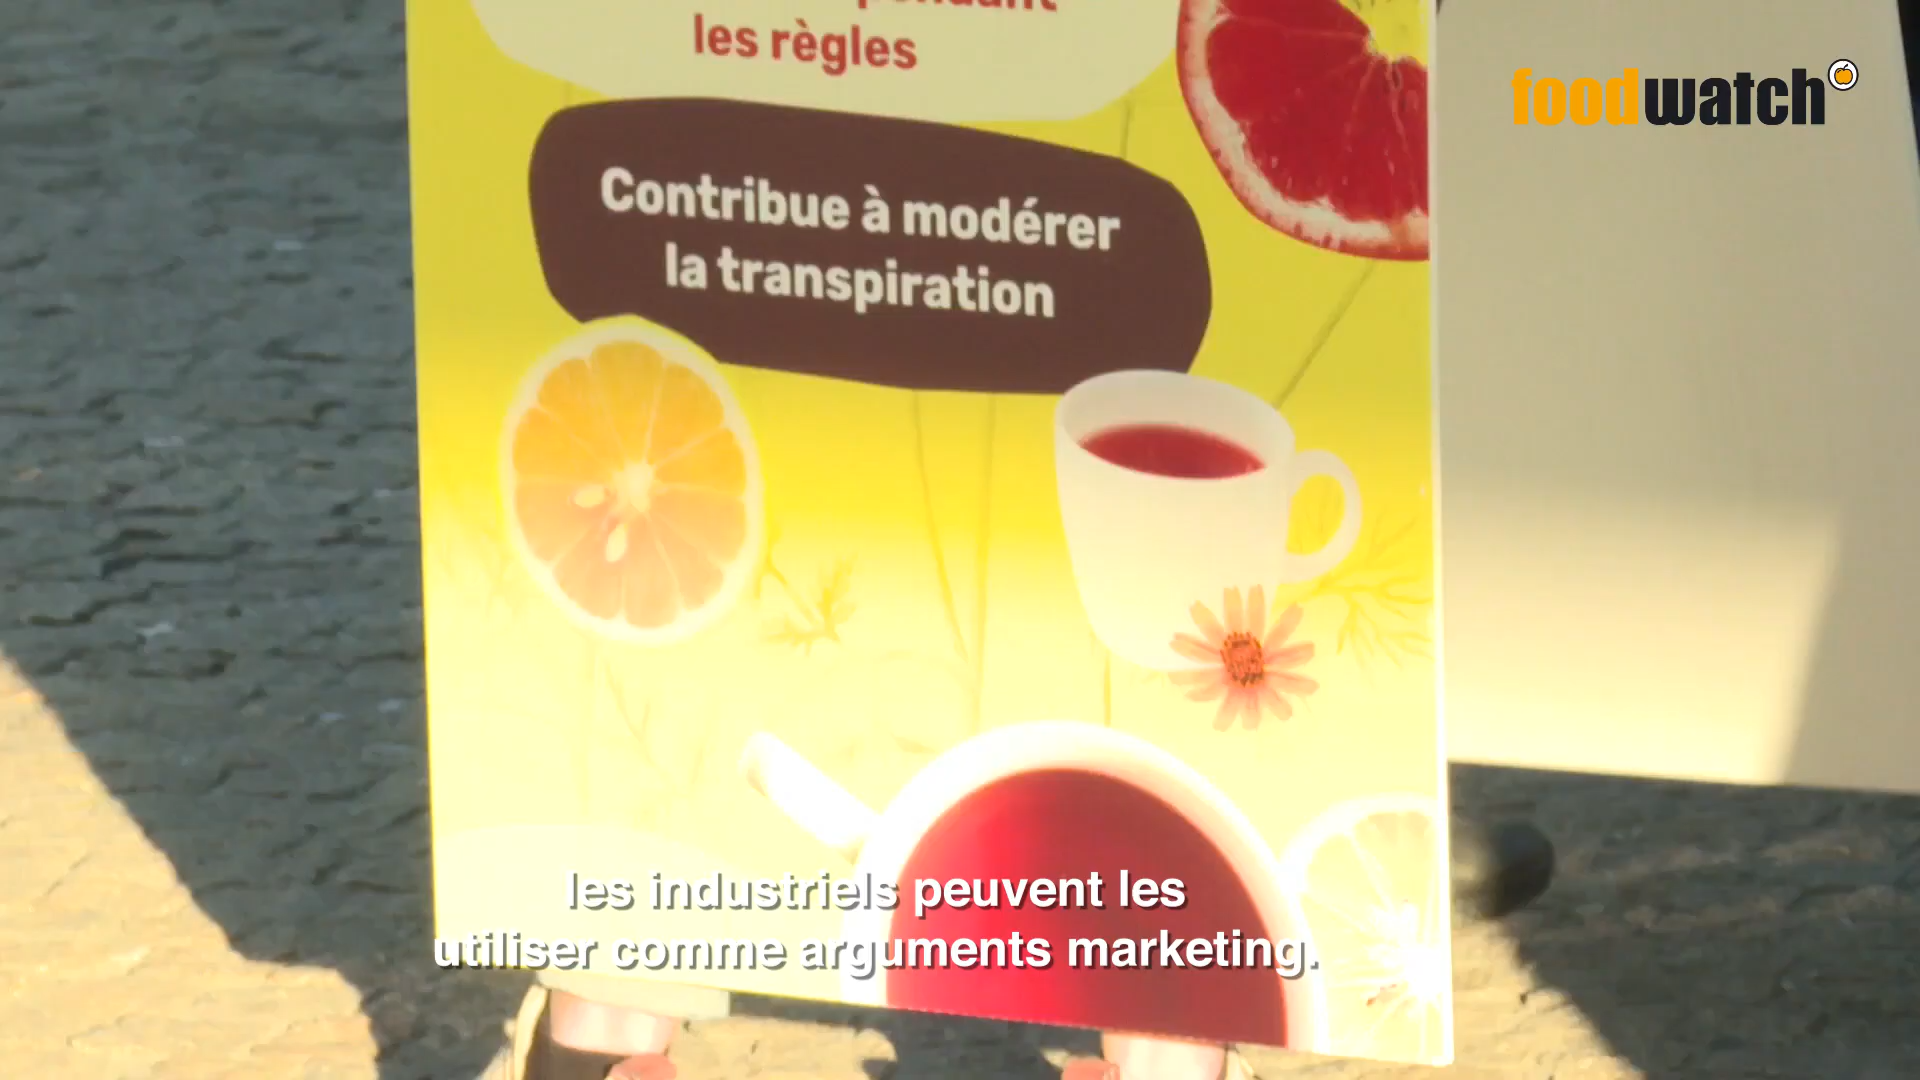 les règles
foodwatch
Contribue à modérer
la transpiration
les industriels peuvent les
utiliser comme arguments marketing.